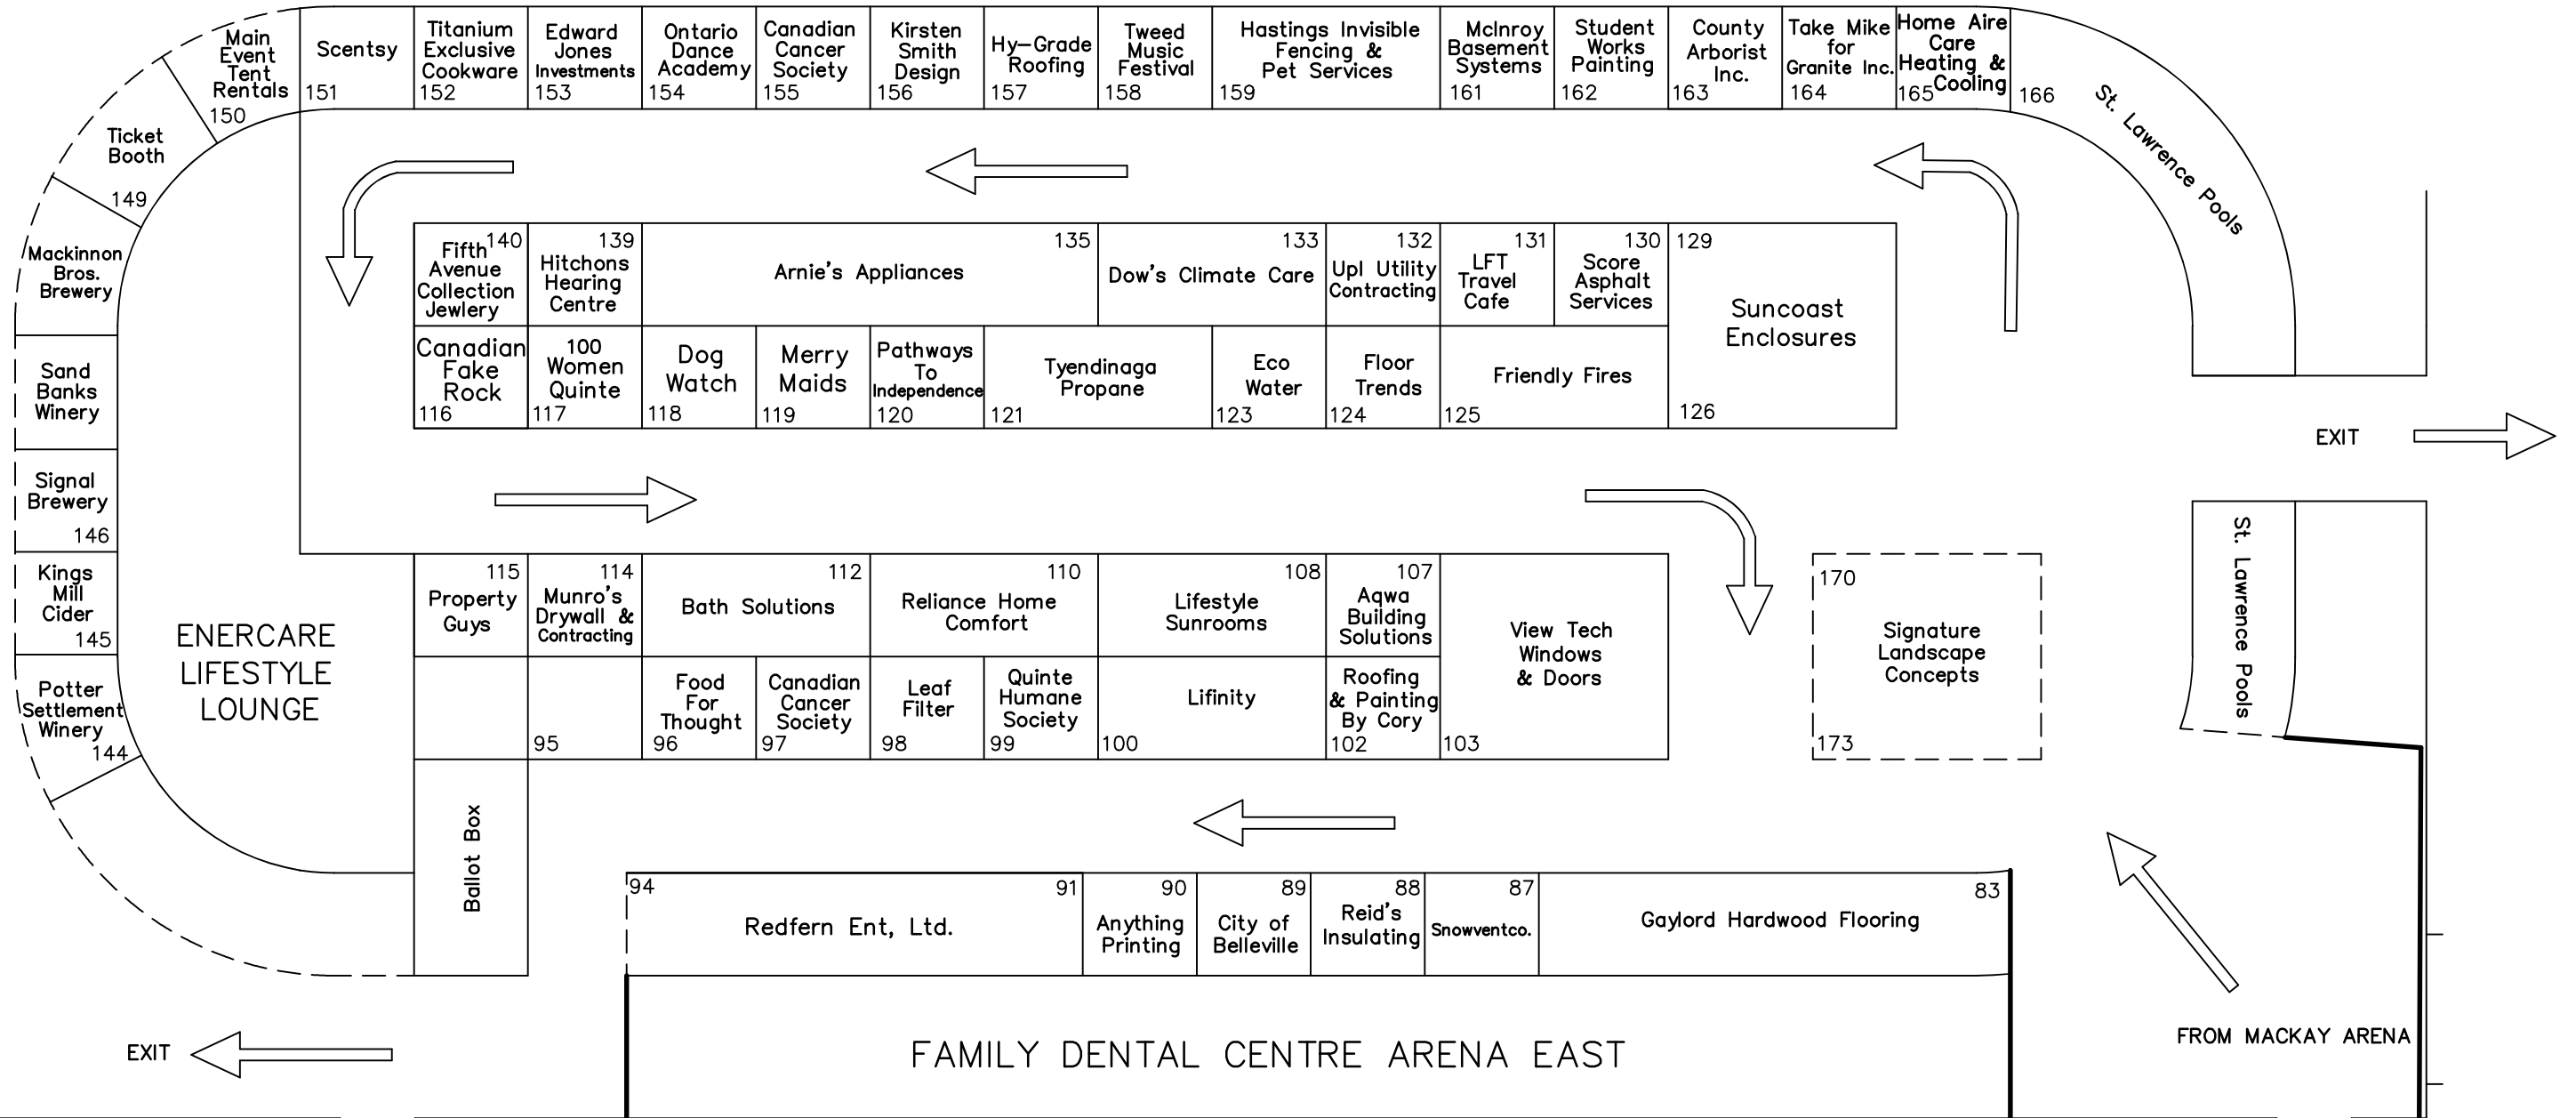 Main
Event
Tent
Rentals
150
Scentsy
151
Titanium
Exclusive
Cookware
152
Edward
Jones
Investments
153
Ontario
Dance
Academy
154
Canadian
Cancer
Society
155
Kirsten
Smith
Design
156
Hy-Grade
Roofing
157
Tweed
Music
Festival
158
Hastings Invisible
Fencing &
Pet Services
159
McInroy
Basement
Systems
161
Student
Works
Painting
162
County
Arborist
Inc.
163
Take Mike
for
Granite Inc.
164
Home Aire
Care
Heating &
Cooling
165
166
St. Lawrence Pools
Ticket
Booth
149
Mackinnon
Bros.
Brewery
Sand
Banks
Winery
Signal
Brewery
146
Kings
Mill
Cider
145
Potter
Settlement
Winery
144
ENERCARE
LIFESTYLE
LOUNGE
140
Fifth
Avenue
Collection
Jewlery
139
Hitchons
Hearing
Centre
135
Arnie's Appliances
133
Dow's Climate Care
132
Upl Utility
Contracting
131
LFT
Travel
Cafe
130
Score
Asphalt
Services
129
Suncoast
Enclosures
126
Canadian
Fake
Rock
116
100
Women
Quinte
117
Dog
Watch
118
Merry
Maids
119
Pathways
To
Independence
120
Tyendinaga
Propane
121
Eco
Water
123
Floor
Trends
124
Friendly Fires
125
EXIT
115
Property
Guys
114
Munro's
Drywall &
Contracting
112
Bath Solutions
110
Reliance Home
Comfort
108
Lifestyle
Sunrooms
107
Aqwa
Building
Solutions
View Tech
Windows
& Doors
103
95
Food
For
Thought
96
Canadian
Cancer
Society
97
Leaf
Filter
98
Quinte
Humane
Society
99
Lifinity
100
Roofing
& Painting
By Cory
102
170
Signature
Landscape
Concepts
173
St. Lawrence Pools
Ballot Box
94
91
Redfern Ent, Ltd.
90
Anything
Printing
89
City of
Belleville
88
Reid's
Insulating
87
Snowventco.
83
Gaylord Hardwood Flooring
EXIT
FAMILY DENTAL CENTRE ARENA EAST
FROM MACKAY ARENA